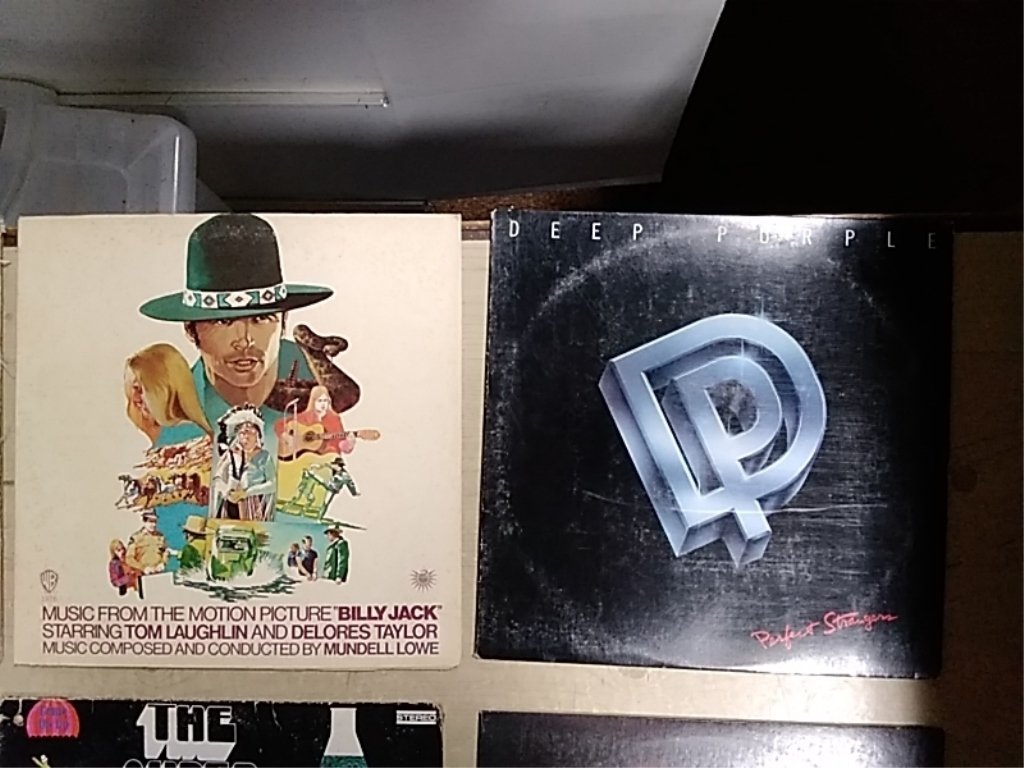 MUSIC FROM THE MOTION PICTURE "BILLY JACK"
STARRING TOM LAUGHLIN AND DELORES TAYLOR
MUSIC COMPOSED AND CONDUCTED BY MUNDELL LOWE
DEEP PURPLE
Perfect Strangers
THE
STEREO